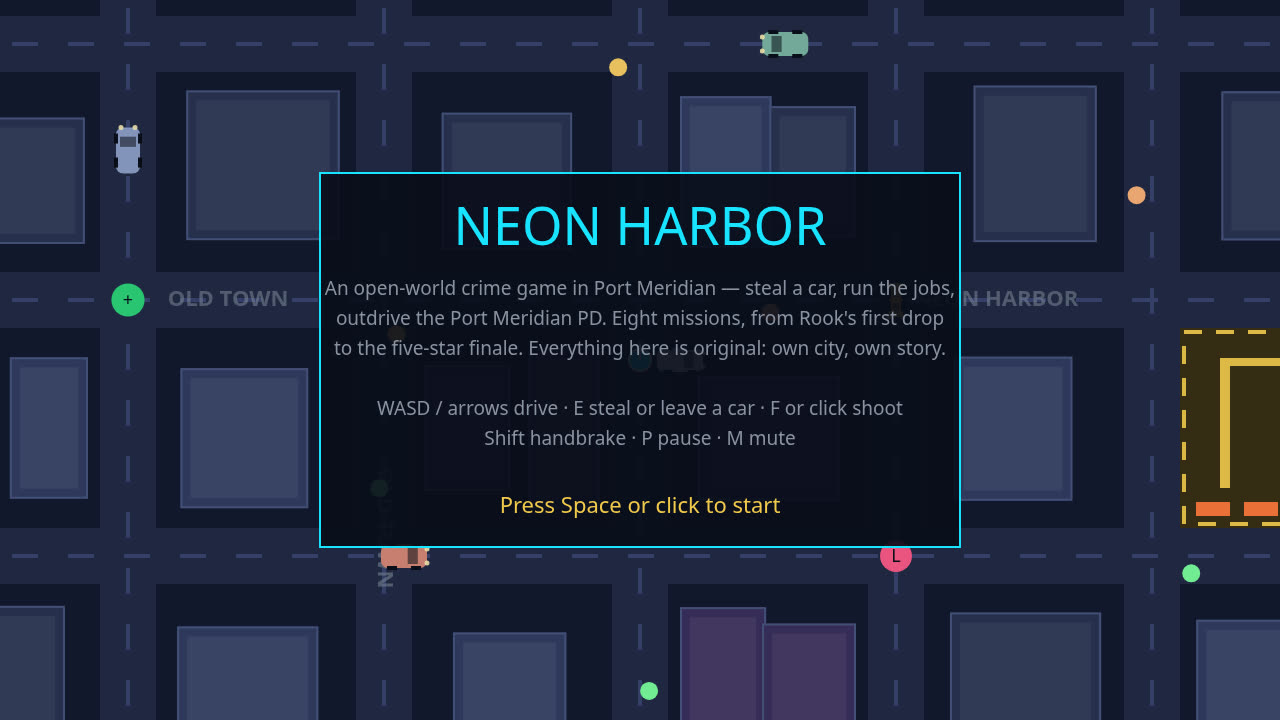 NEON HARBOR
An open-world crime game in Port Meridian — steal a car, run the jobs,
outdrive the Port Meridian PD. Eight missions, from Rook's first drop
to the five-star finale. Everything here is original: own city, own story.
WASD / arrows drive · E steal or leave a car · F or click shoot
Shift handbrake · P pause · M mute
Press Space or click to start
+
OLD TOWN
N HARBOR
L